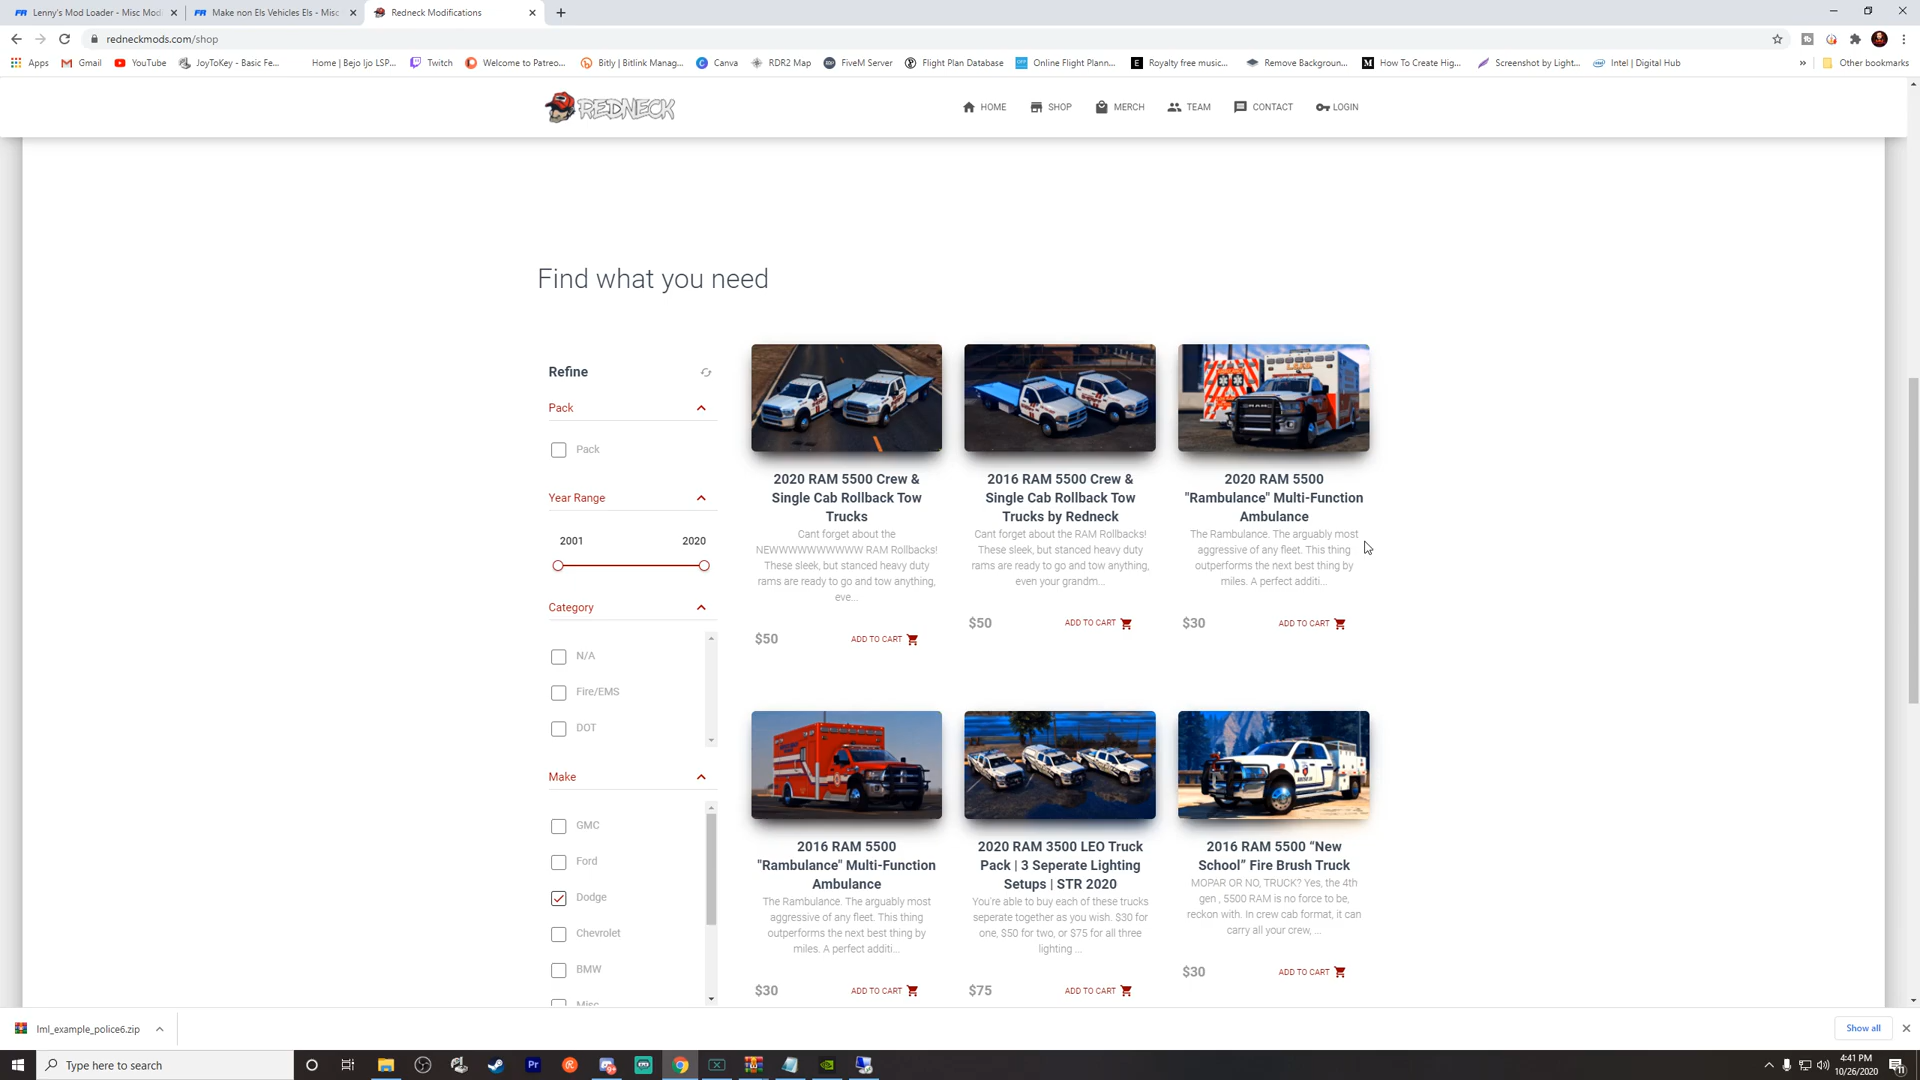 Lenny's Mod Loader - Misc Mod
Make non Els Vehicles Els - Misc
Redneck Modifications
redneckmods.com/shop
Apps
Gmail
YouTube
JoyToKey - Basic Fe...
Home | Bejo Ijo LSP...
Twitch
Welcome to Patreo...
Bitly | Bitlink Manag...
Canva
RDR2 Map
FiveM Server
Flight Plan Database
Online Flight Plann...
Royalty free music...
Remove Backgroun...
How To Create Hig...
Screenshot by Light...
Intel | Digital Hub
Other bookmarks
REDNECK
HOME
SHOP
MERCH
TEAM
CONTACT
LOGIN
Find what you need
Refine
Pack
Pack
Year Range
2001 2020
Category
N/A
Fire/EMS
DOT
Make
GMC
Ford
Dodge
Chevrolet
BMW
Misc
2020 RAM 5500 Crew &
Single Cab Rollback Tow
Trucks
Cant forget about the
NEWWWWWWWWW RAM Rollbacks!
These sleek, but stanced heavy duty
rams are ready to go and tow anything,
eve...
$50
ADD TO CART
2016 RAM 5500 Crew &
Single Cab Rollback Tow
Trucks by Redneck
Cant forget about the RAM Rollbacks!
These sleek, but stanced heavy duty
rams are ready to go and tow anything,
even your grandm...
$50
ADD TO CART
2020 RAM 5500
"Rambulance" Multi-Function
Ambulance
The Rambulance. The arguably most
aggressive of any fleet. This thing
outperforms the next best thing by
miles. A perfect additi...
$30
ADD TO CART
2016 RAM 5500
"Rambulance" Multi-Function
Ambulance
The Rambulance. The arguably most
aggressive of any fleet. This thing
outperforms the next best thing by
miles. A perfect additi...
$30
ADD TO CART
2020 RAM 3500 LEO Truck
Pack | 3 Seperate Lighting
Setups | STR 2020
You're able to buy each of these trucks
seperate together as you wish. $30 for
one, $50 for two, or $75 for all three
lighting ...
$75
ADD TO CART
2016 RAM 5500 “New
School” Fire Brush Truck
MOPAR OR NO, TRUCK? Yes, the 4th
gen , 5500 RAM is no force to be,
reckon with. In crew cab format, it can
carry all your crew, ...
$30
ADD TO CART
lml_example_police6.zip
Show all
Type here to search
4:41 PM
10/26/2020